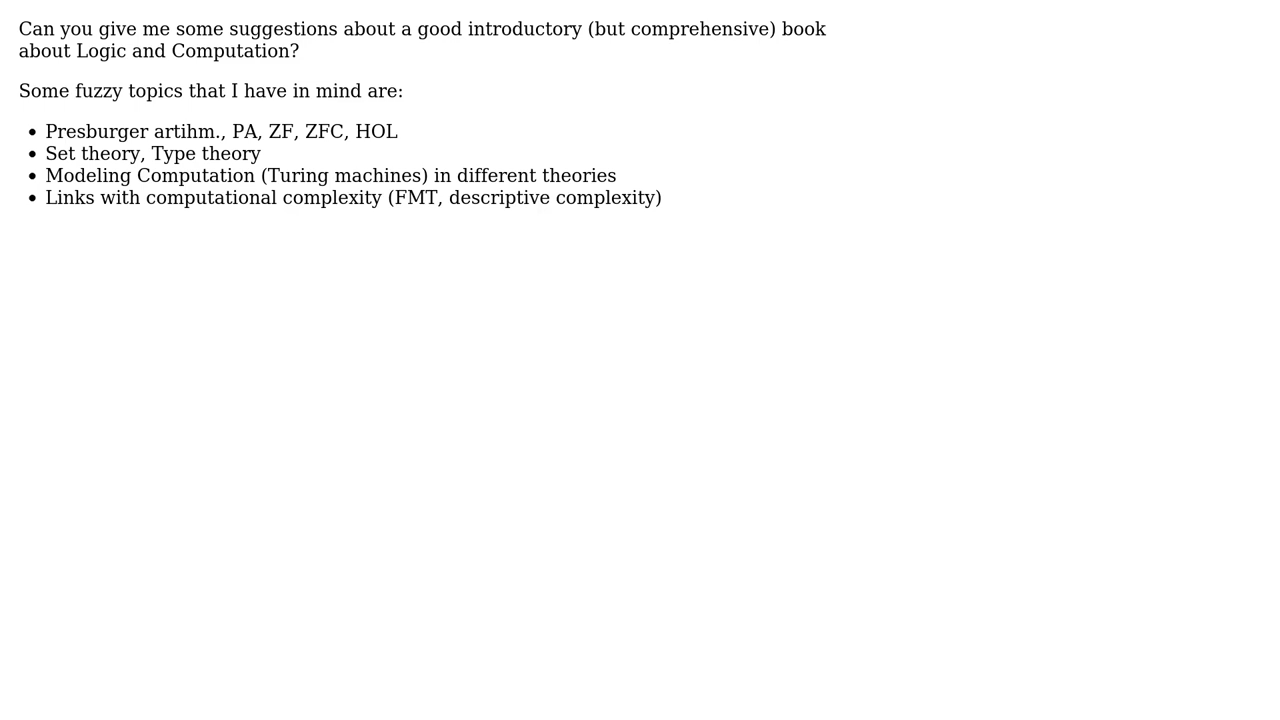 Can you give me some suggestions about a good introductory (but comprehensive) book
about Logic and Computation?
Some fuzzy topics that I have in mind are:
• Presburger artihm., PA, ZF, ZFC, HOL
• Set theory, Type theory
• Modeling Computation (Turing machines) in different theories
• Links with computational complexity (FMT, descriptive complexity)